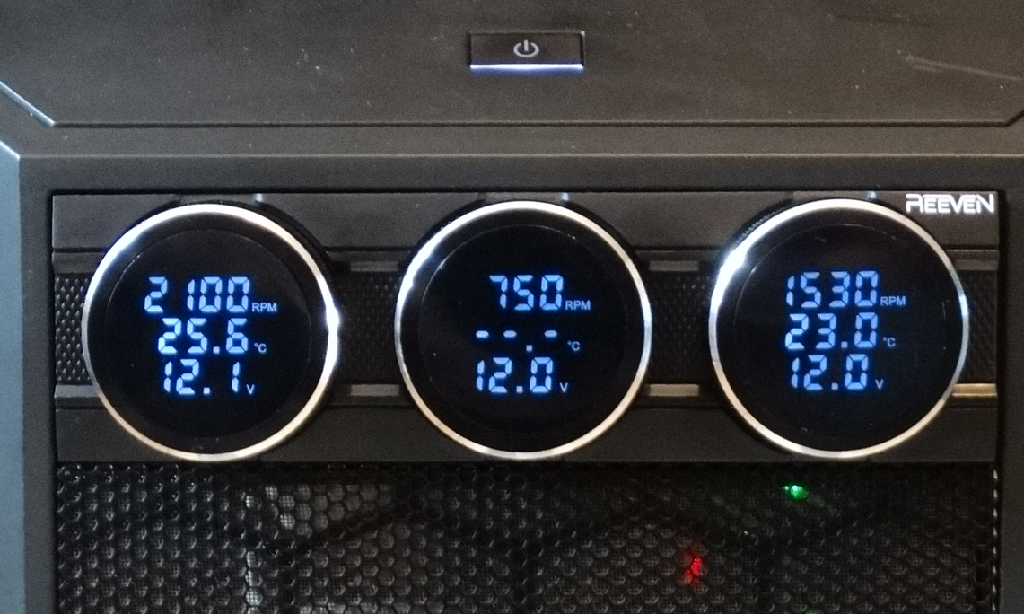 REEVEN
2100 RPM
25.6 °C
12.1 V
750 RPM
--.- °C
12.0 V
1530 RPM
23.0 °C
12.0 V